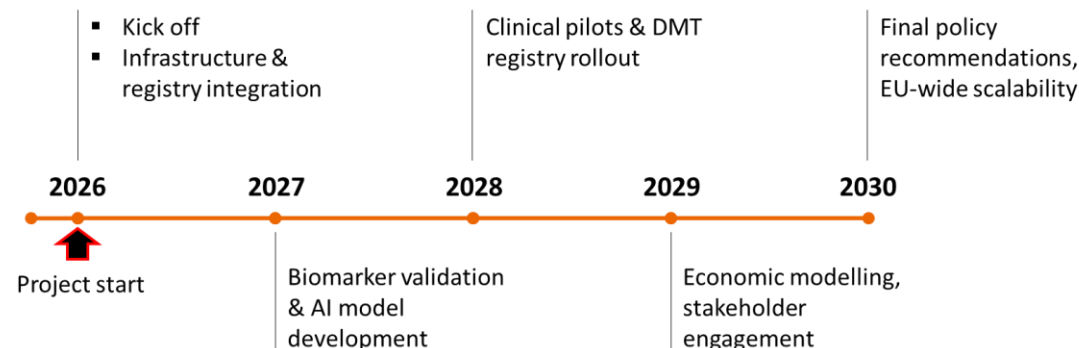 ▪ Kick off
▪ Infrastructure &
registry integration
Clinical pilots & DMT
registry rollout
Final policy
recommendations,
EU-wide scalability
2026
2027
2028
2029
2030
Project start
Biomarker validation
& AI model
development
Economic modelling,
stakeholder
engagement